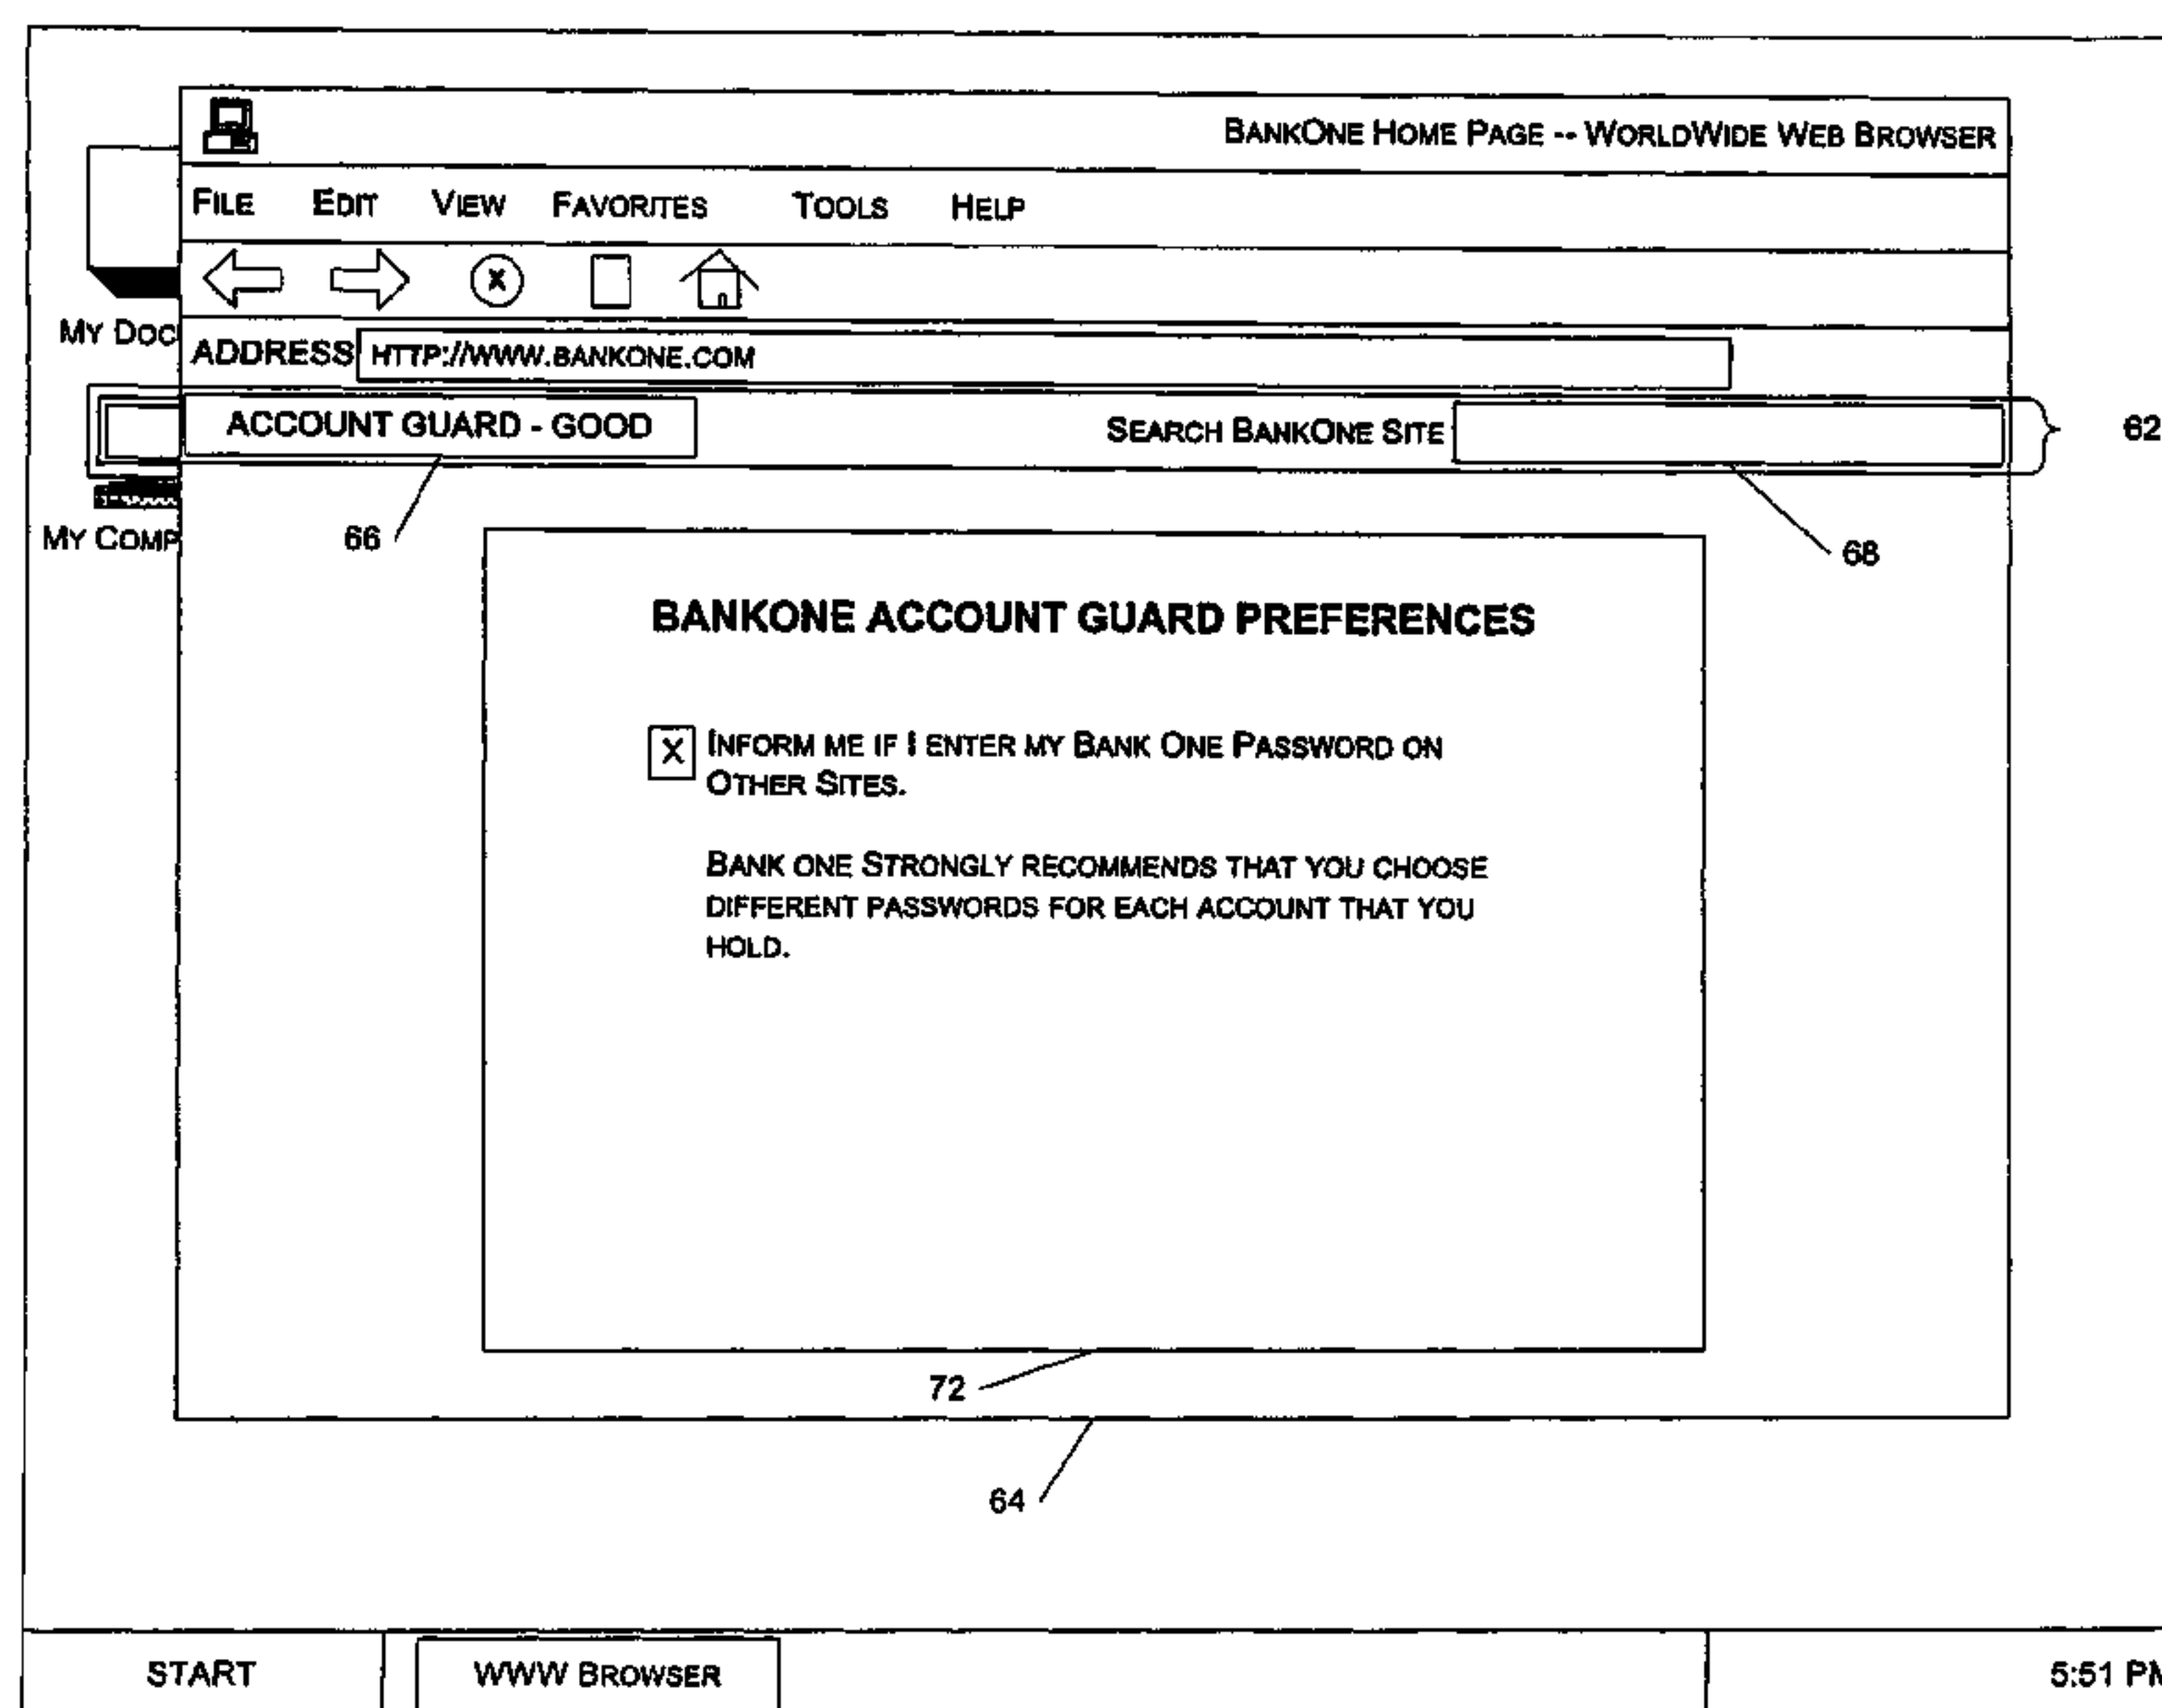 BANKONE HOME PAGE -- WORLDWIDE WEB BROWSER
FILE EDIT VIEW FAVORITES TOOLS HELP
X
MY DOC
ADDRESS HTTP://WWW.BANKONE.COM
ACCOUNT GUARD - GOOD SEARCH BANKONE SITE 62
MY COMP 66 68
BANKONE ACCOUNT GUARD PREFERENCES
X INFORM ME IF I ENTER MY BANK ONE PASSWORD ON
OTHER SITES.
BANK ONE STRONGLY RECOMMENDS THAT YOU CHOOSE
DIFFERENT PASSWORDS FOR EACH ACCOUNT THAT YOU
HOLD.
72
64
START WWW BROWSER 5:51 PM